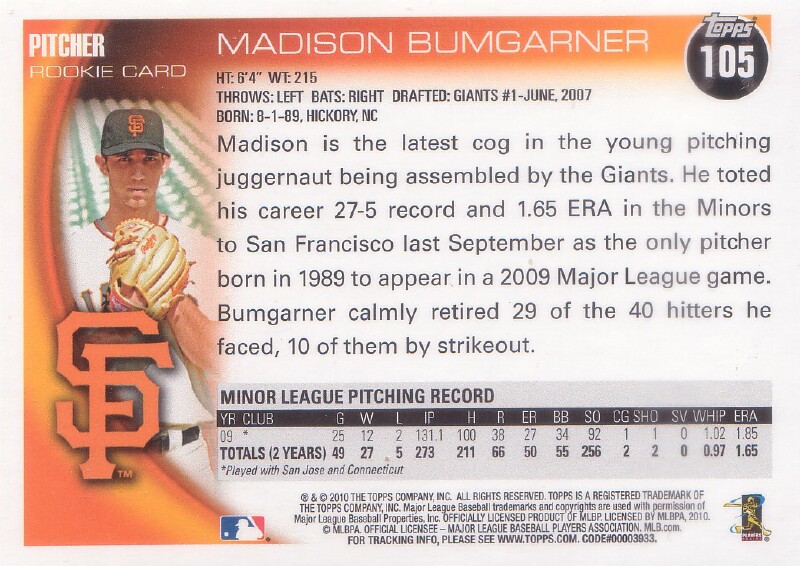 PITCHER
ROOKIE CARD
MADISON BUMGARNER
Topps
105
HT: 6'4" WT: 215
THROWS: LEFT BATS: RIGHT DRAFTED: GIANTS #1-JUNE, 2007
BORN: 8-1-89, HICKORY, NC
Madison is the latest cog in the young pitching
juggernaut being assembled by the Giants. He toted
his career 27-5 record and 1.65 ERA in the Minors
to San Francisco last September as the only pitcher
born in 1989 to appear in a 2009 Major League game.
Bumgarner calmly retired 29 of the 40 hitters he
faced, 10 of them by strikeout.
SF
SF
TM
MINOR LEAGUE PITCHING RECORD
YR CLUB G W L IP H R ER BB SO CG SHO SV WHIP ERA
09 * 25 12 2 131.1 100 38 27 34 92 1 1 0 1.02 1.85
TOTALS (2 YEARS) 49 27 5 273 211 66 50 55 256 2 2 0 0.97 1.65
*Played with San Jose and Connecticut
® & © 2010 THE TOPPS COMPANY, INC. ALL RIGHTS RESERVED. TOPPS IS A REGISTERED TRADEMARK OF
THE TOPPS COMPANY, INC. Major League Baseball trademarks and copyrights are used with permission of
Major League Baseball Properties, Inc. OFFICIALLY LICENSED PRODUCT OF MLBP. LICENSED BY MLBPA, 2010.
© MLBPA. OFFICIAL LICENSEE – MAJOR LEAGUE BASEBALL PLAYERS ASSOCIATION. MLB.com.
FOR TRACKING INFO, PLEASE SEE WWW.TOPPS.COM. CODE#00003933.